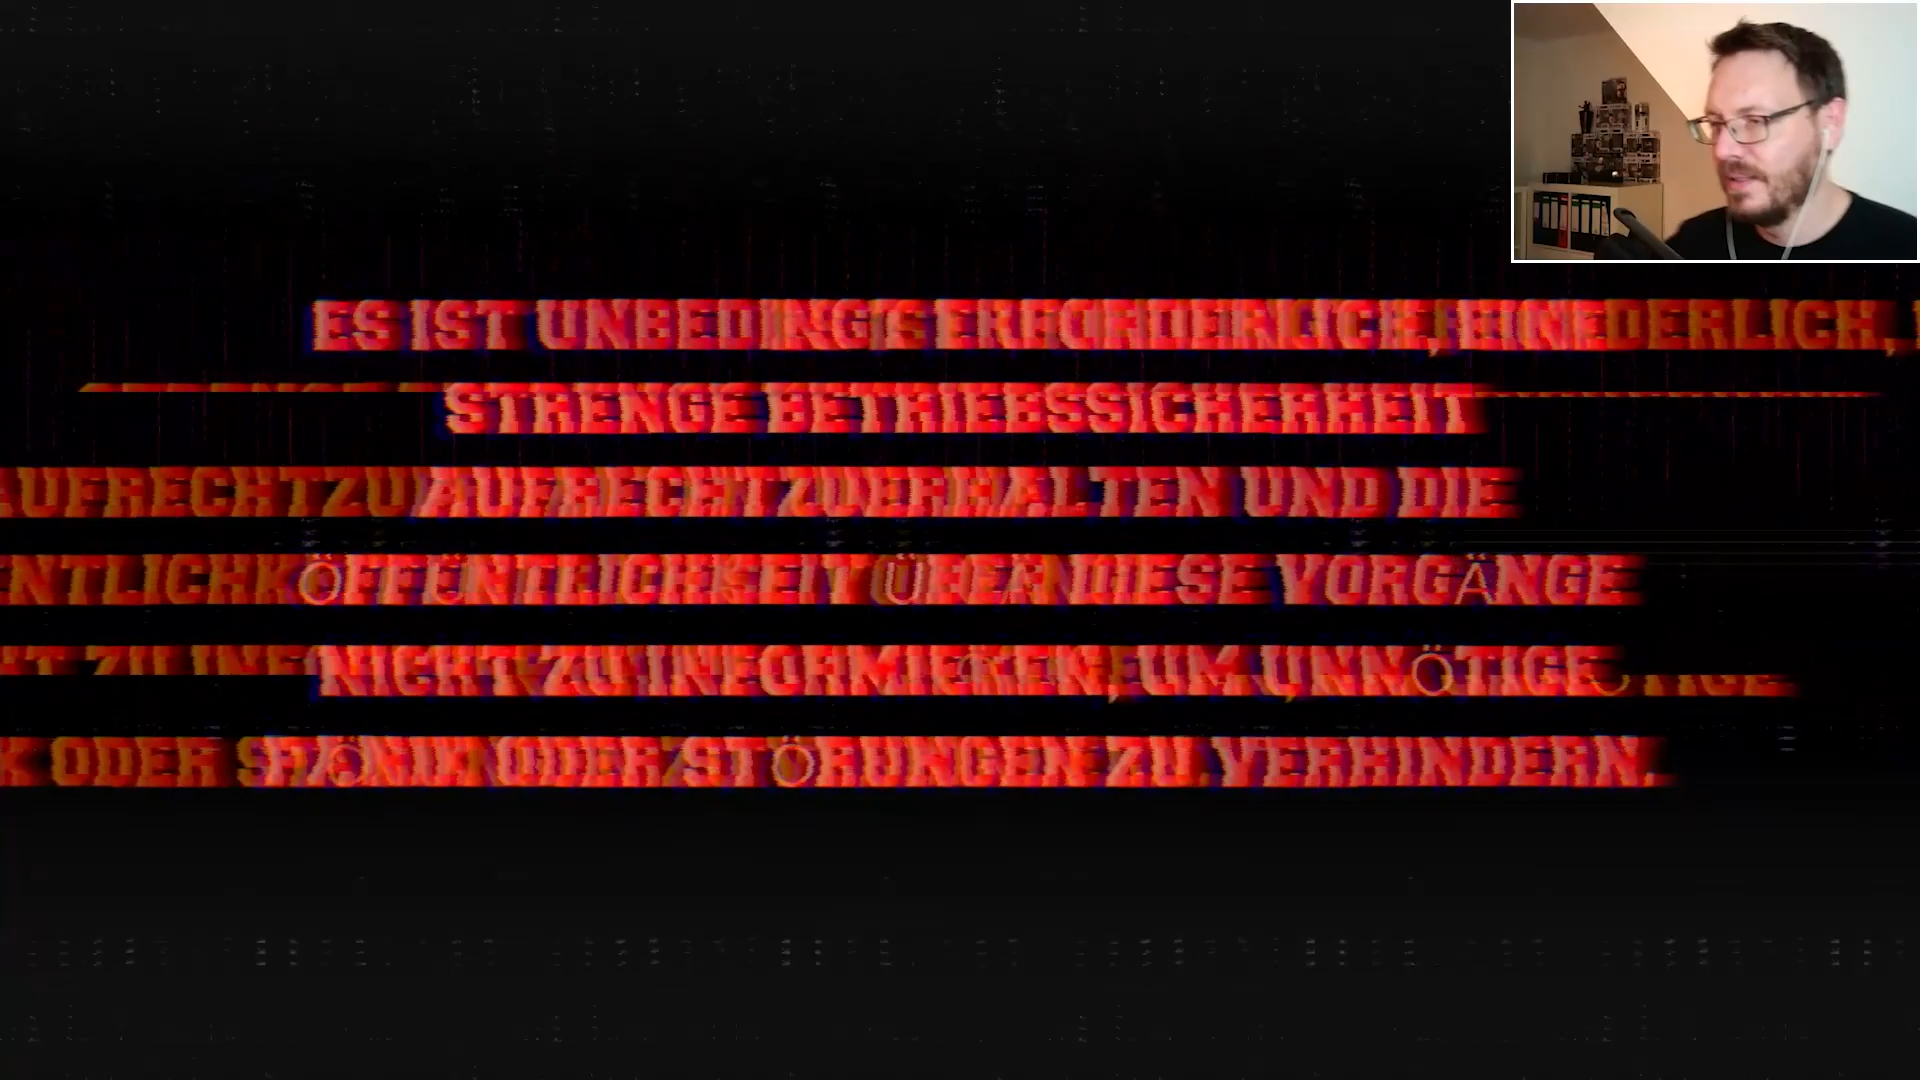 ES IST UNBEDINGT ERFORDERLICH, EINE
STRENGE BETRIEBSSICHERHEIT
AUFRECHTZUERHALTEN UND DIE
ÖFFENTLICHKEIT ÜBER DIESE VORGÄNGE
NICHT ZU INFORMIEREN, UM UNNÖTIGE
PANIK ODER STÖRUNGEN ZU VERHINDERN.